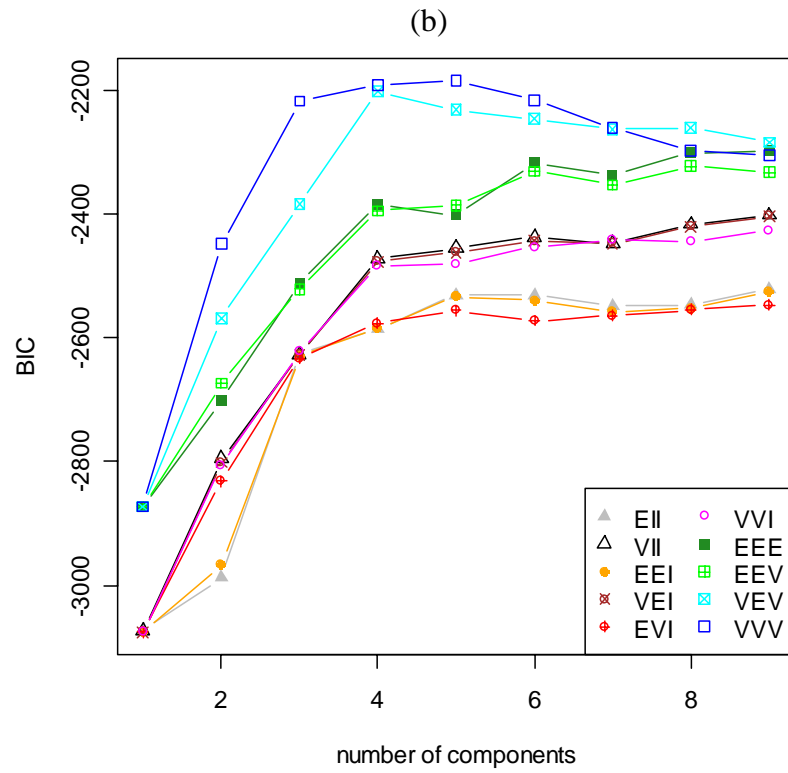 (b)
BIC
-2200
-2400
-2600
-2800
-3000
2 4 6 8
number of components
EII
VII
EEI
VEI
EVI
VVI
EEE
EEV
VEV
VVV